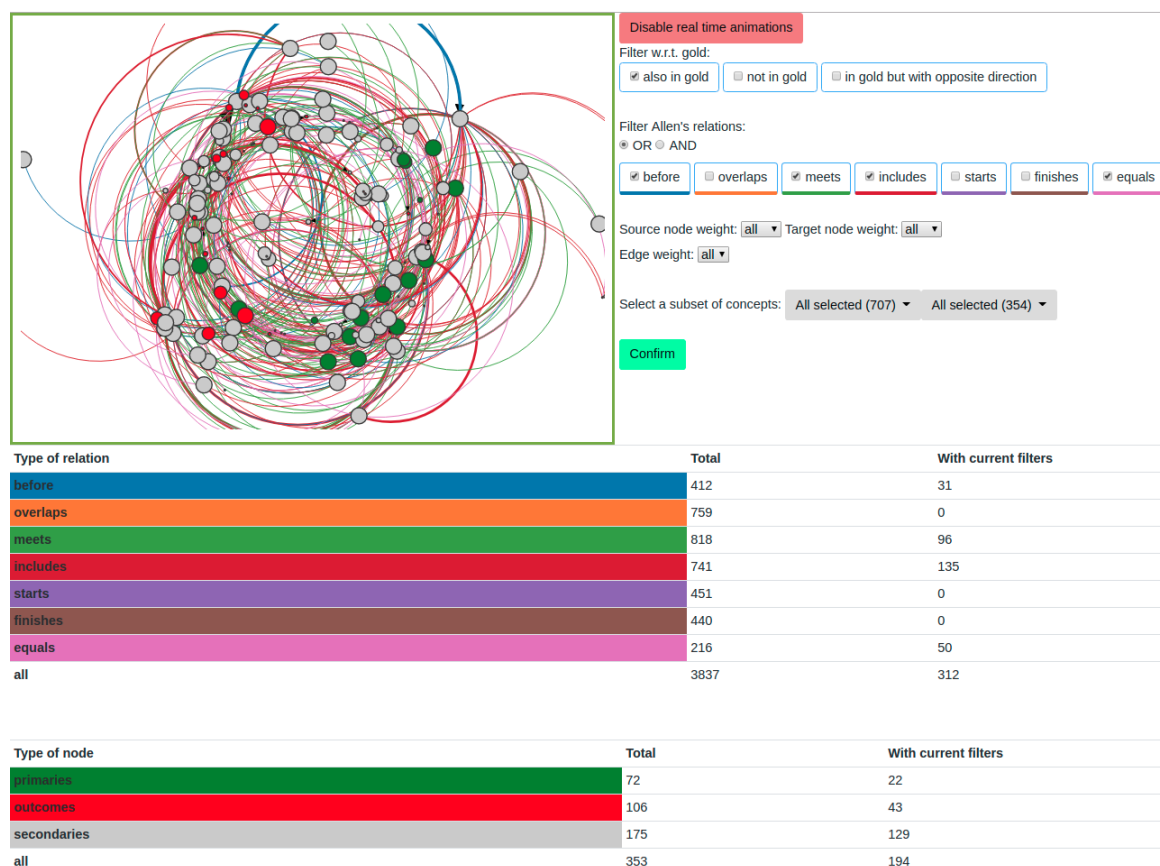 Disable real time animations
Filter w.r.t. gold:
also in gold not in gold in gold but with opposite direction
Filter Allen's relations:
OR AND
before overlaps meets includes starts finishes equals
Source node weight: all Target node weight: all
Edge weight: all
Select a subset of concepts: All selected (707) All selected (354)
Confirm
Type of relation Total With current filters
before 412 31
overlaps 759 0
meets 818 96
includes 741 135
starts 451 0
finishes 440 0
equals 216 50
all 3837 312
Type of node Total With current filters
primaries 72 22
outcomes 106 43
secondaries 175 129
all 353 194